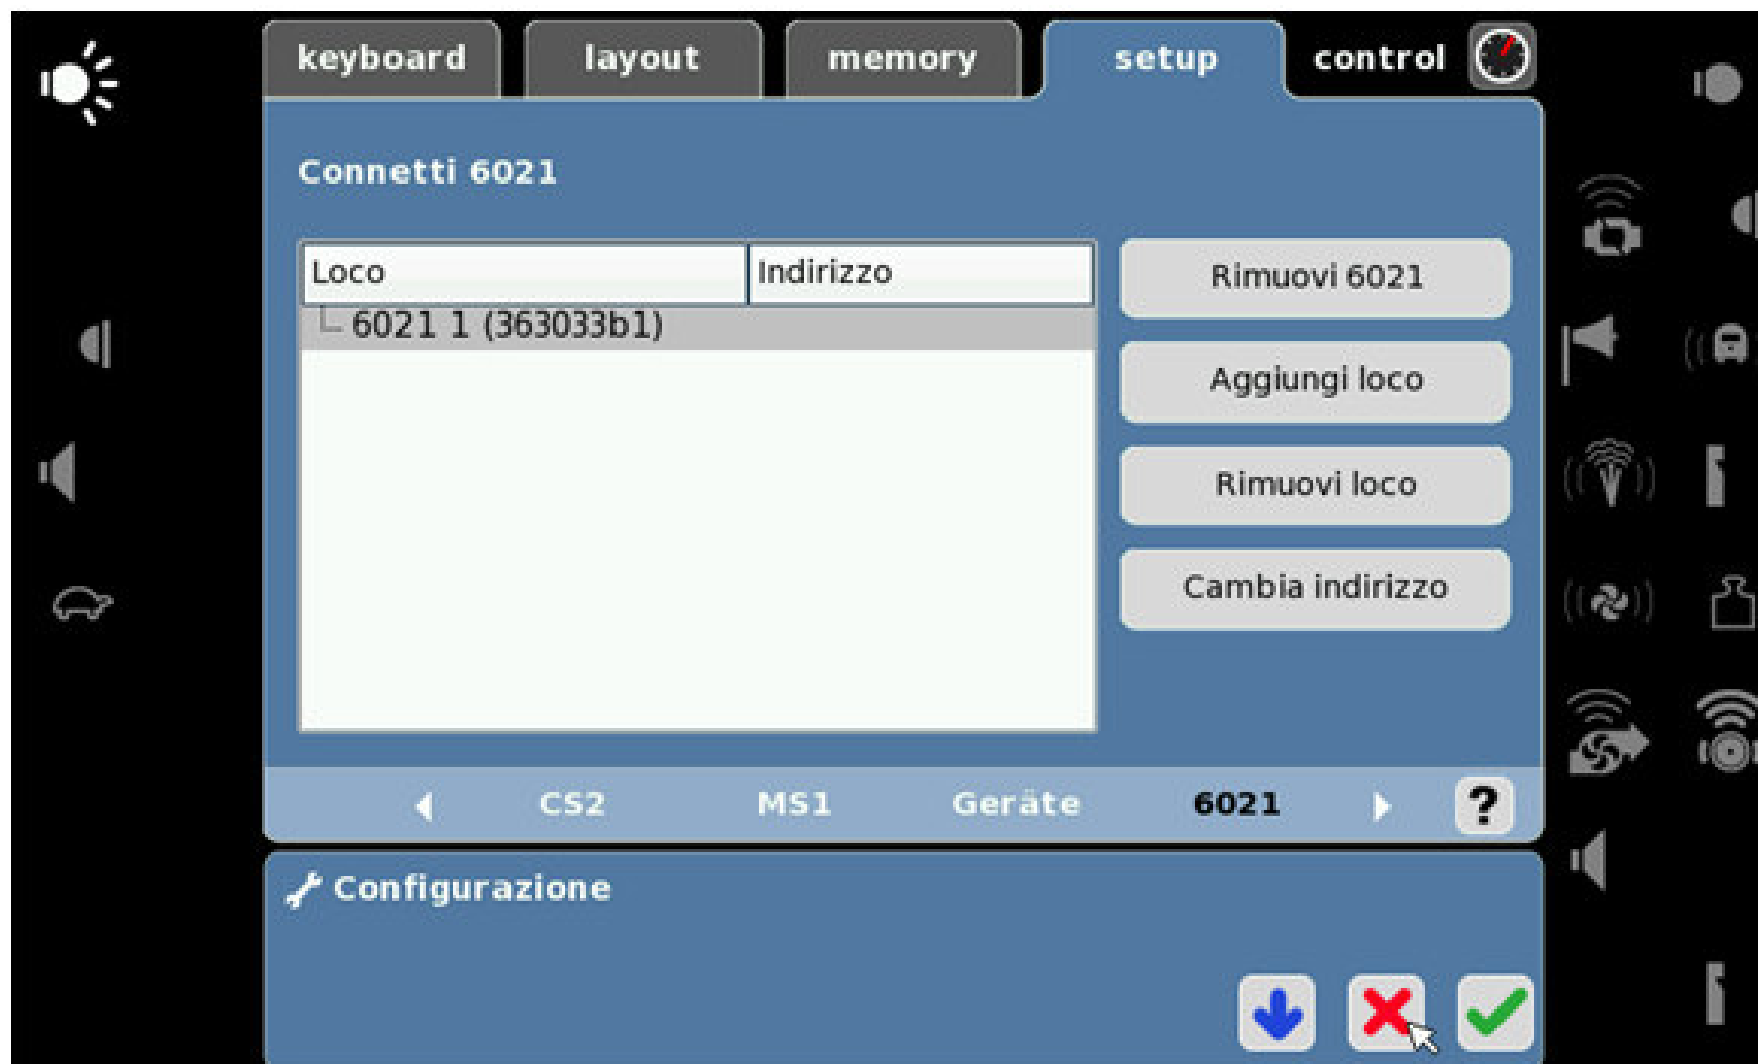 keyboard layout memory setup control
Connetti 6021
Loco Indirizzo
6021 1 (363033b1)
Rimuovi 6021
Aggiungi loco
Rimuovi loco
Cambia indirizzo
CS2 MS1 Geräte 6021 ?
Configurazione